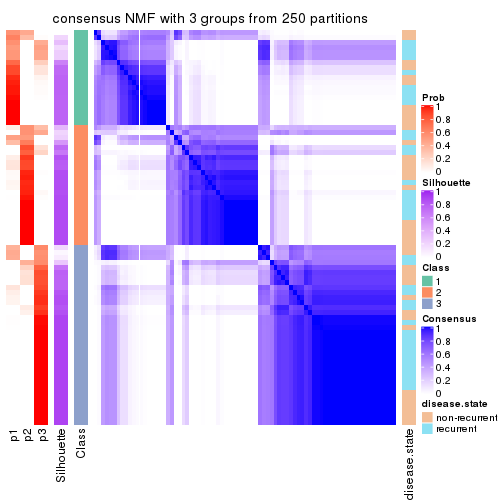 consensus NMF with 3 groups from 250 partitions
Prob
1
0.8
0.6
0.4
0.2
0
Silhouette
1
0.8
0.6
0.4
0.2
0
Class
1
2
3
Consensus
1
0.8
0.6
0.4
0.2
0
disease.state
non-recurrent
recurrent
p1
p2
p3
Silhouette
Class
disease.state